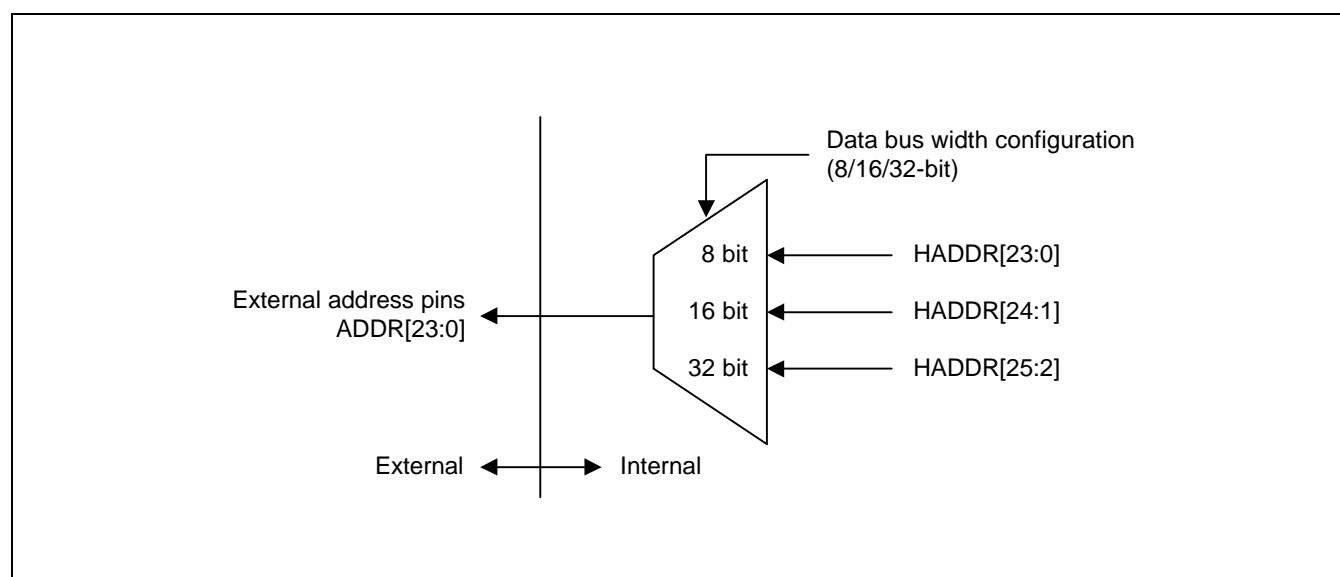 Data bus width configuration
(8/16/32-bit)
8 bit
HADDR[23:0]
External address pins
ADDR[23:0]
16 bit
HADDR[24:1]
32 bit
HADDR[25:2]
External
Internal